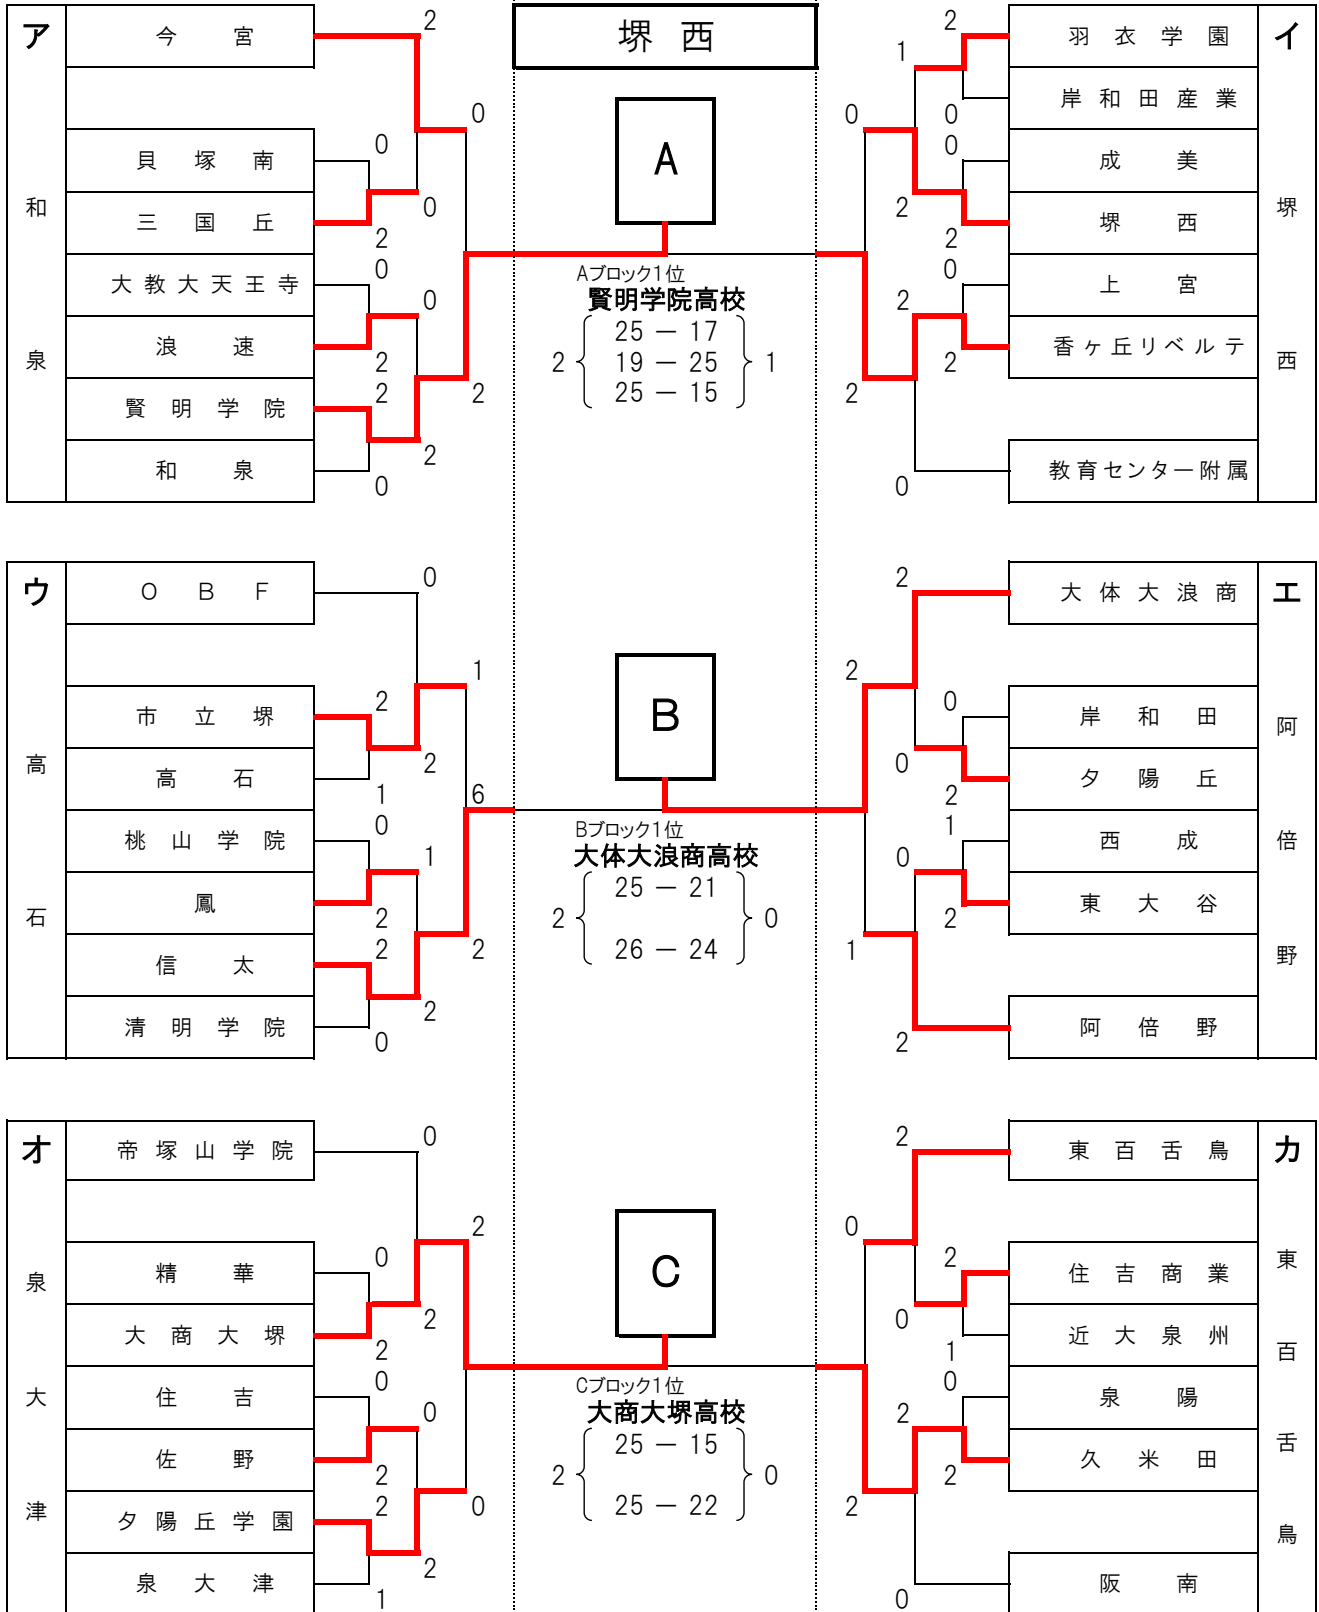 堺西
ア
和泉
今宮
貝塚南
三国丘
大教大天王寺
浪速
賢明学院
和泉
2
0
0
2
0
0
2
0
2
2
2
0
2
A
Aブロック1位
賢明学院高校
2
25 － 17
19 － 25
25 － 15
1
イ
堺西
羽衣学園
岸和田産業
成美
堺西
上宮
香ヶ丘リベルテ
教育センター附属
2
1
0
0
0
2
2
0
2
2
2
0
ウ
高石
OBF
市立堺
高石
桃山学院
鳳
信太
清明学院
0
1
2
2
1
0
1
6
2
2
2
2
0
B
Bブロック1位
大体大浪商高校
2
25 － 21
26 － 24
0
エ
阿倍野
大体大浪商
岸和田
夕陽丘
西成
東大谷
阿倍野
2
2
0
0
2
1
0
2
1
2
オ
泉大津
帝塚山学院
精華
大商大堺
住吉
佐野
夕陽丘学園
泉大津
0
2
0
2
2
0
0
2
2
0
2
1
C
Cブロック1位
大商大堺高校
2
25 － 15
25 － 22
0
カ
東百舌鳥
東百舌鳥
住吉商業
近大泉州
泉陽
久米田
阪南
2
0
2
0
1
0
2
2
2
0